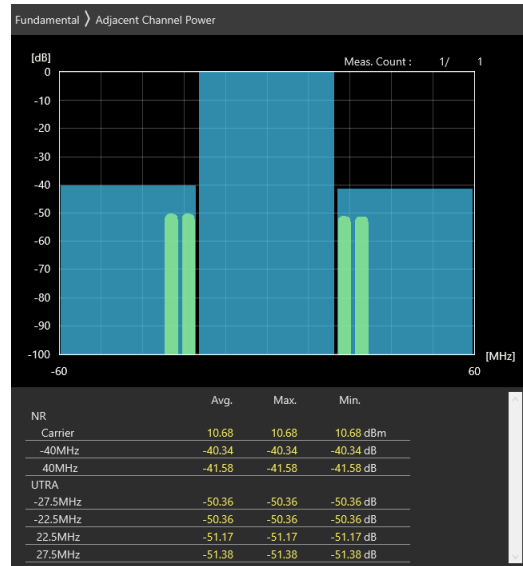 Fundamental 〉 Adjacent Channel Power
[dB]
Meas. Count : 1/ 1
0
-10
-20
-30
-40
-50
-60
-70
-80
-90
-100
[MHz]
-60 60
Avg. Max. Min.
NR
Carrier 10.68 10.68 10.68 dBm
-40MHz -40.34 -40.34 -40.34 dB
40MHz -41.58 -41.58 -41.58 dB
UTRA
-27.5MHz -50.36 -50.36 -50.36 dB
-22.5MHz -50.36 -50.36 -50.36 dB
22.5MHz -51.17 -51.17 -51.17 dB
27.5MHz -51.38 -51.38 -51.38 dB